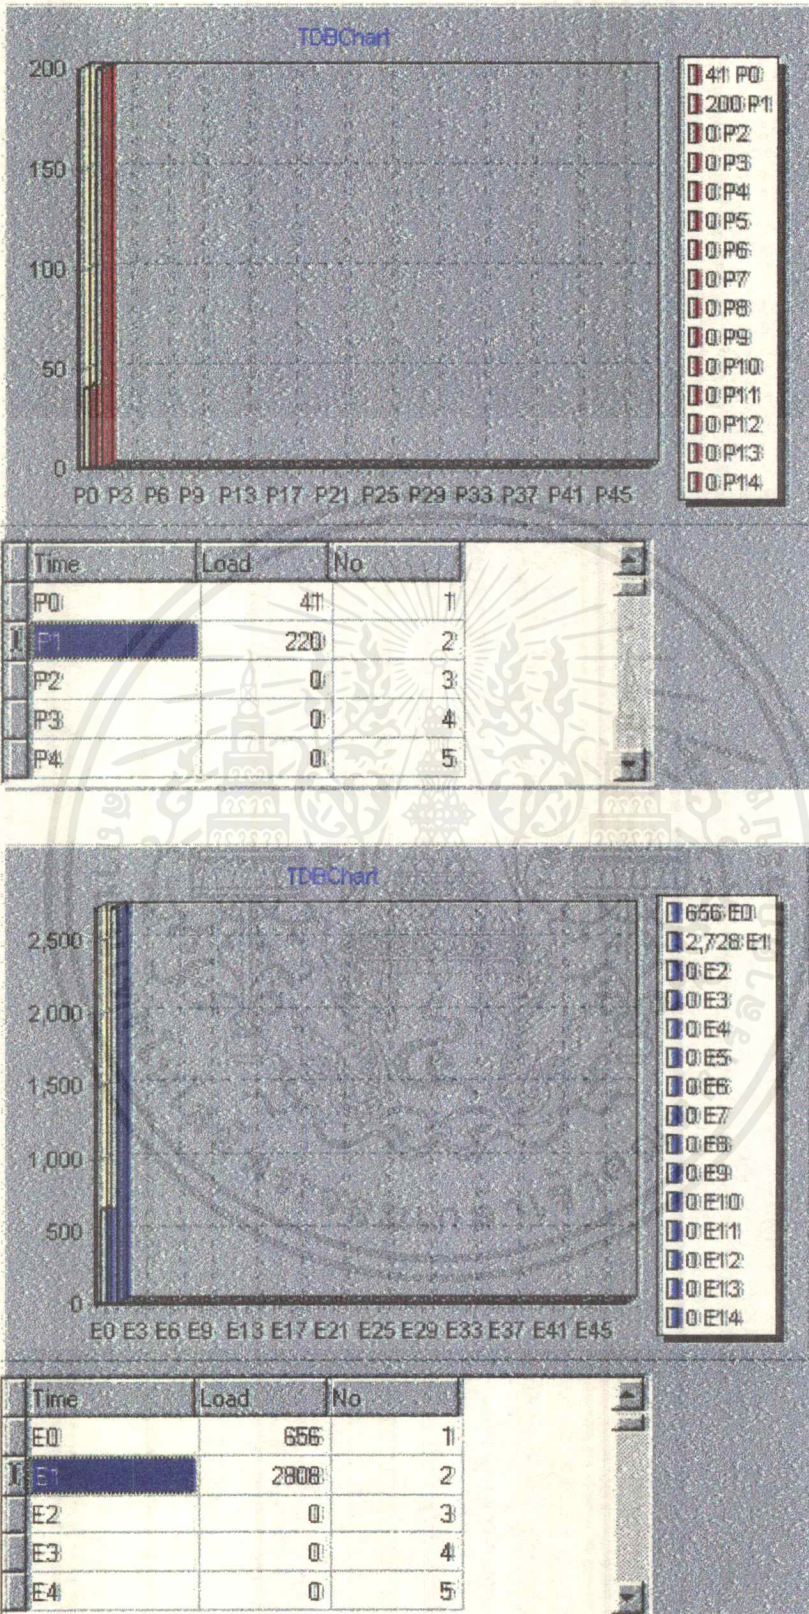 TDBChart
200
150
100
50
0
P0 P3 P6 P9 P13 P17 P21 P25 P29 P33 P37 P41 P45
41 P0
200 P1
0 P2
0 P3
0 P4
0 P5
0 P6
0 P7
0 P8
0 P9
0 P10
0 P11
0 P12
0 P13
0 P14
Time Load No
P0 41 1
P1 220 2
P2 0 3
P3 0 4
P4 0 5
TDBChart
2,500
2,000
1,500
1,000
500
0
E0 E3 E6 E9 E13 E17 E21 E25 E29 E33 E37 E41 E45
656 E0
2,728 E1
0 E2
0 E3
0 E4
0 E5
0 E6
0 E7
0 E8
0 E9
0 E10
0 E11
0 E12
0 E13
0 E14
Time Load No
E0 656 1
E1 2808 2
E2 0 3
E3 0 4
E4 0 5